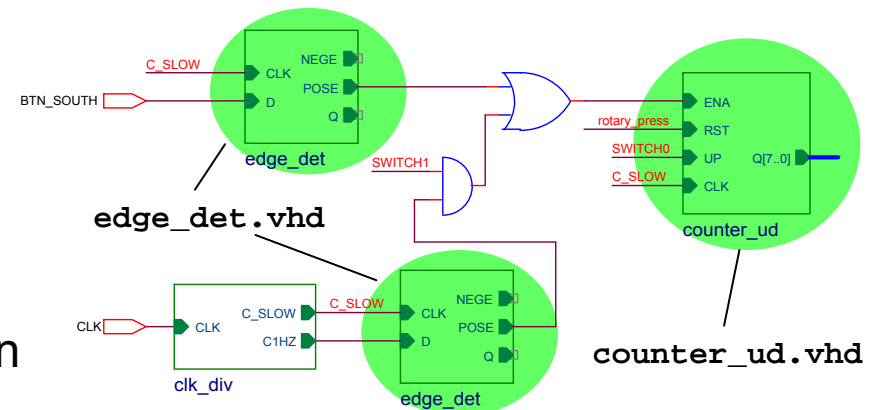 C_SLOW
BTN_SOUTH
CLK
D
NEGE
POSE
Q
edge_det
SWITCH1
rotary_press
SWITCH0
C_SLOW
ENA
RST
UP
CLK
Q[7..0]
counter_ud
edge_det.vhd
CLK
CLK
C_SLOW
C1HZ
clk_div
C_SLOW
CLK
D
NEGE
POSE
Q
edge_det
counter_ud.vhd
n